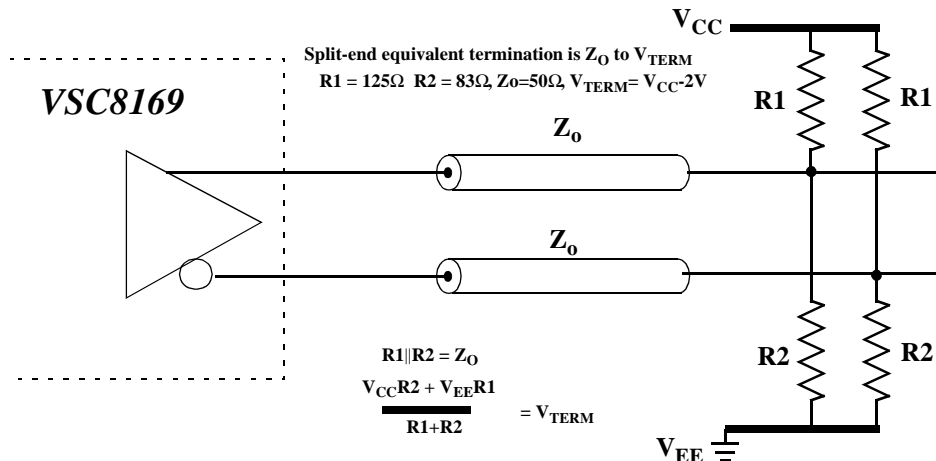 V_CC
Split-end equivalent termination is Z_O to V_TERM
R1 = 125Ω R2 = 83Ω, Zo=50Ω, V_TERM= V_CC-2V
VSC8169
R1
R1
Z_o
Z_o
R1||R2 = Z_O
V_CCR2 + V_EER1
R1+R2
= V_TERM
R2
R2
V_EE